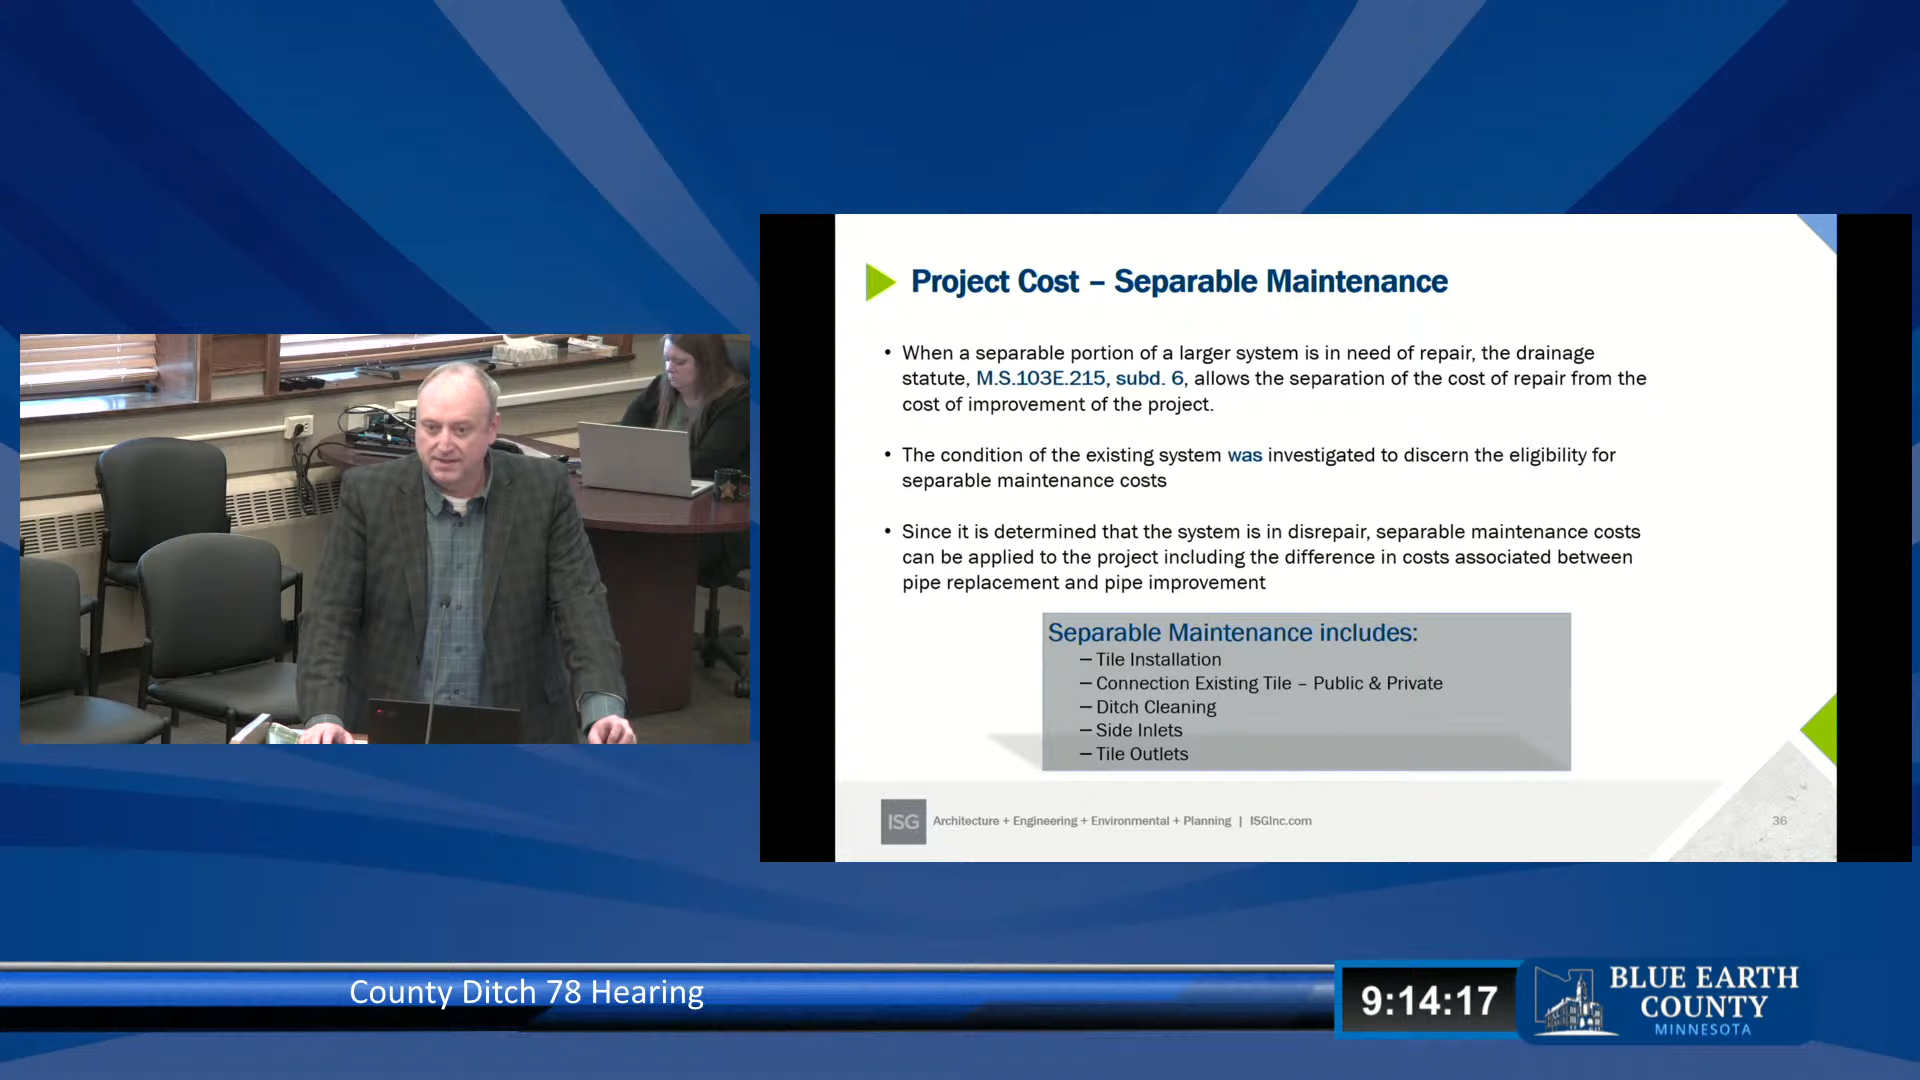 Project Cost – Separable Maintenance
• When a separable portion of a larger system is in need of repair, the drainage
statute, M.S.103E.215, subd. 6, allows the separation of the cost of repair from the
cost of improvement of the project.
• The condition of the existing system was investigated to discern the eligibility for
separable maintenance costs
• Since it is determined that the system is in disrepair, separable maintenance costs
can be applied to the project including the difference in costs associated between
pipe replacement and pipe improvement
Separable Maintenance includes:
– Tile Installation
– Connection Existing Tile – Public & Private
– Ditch Cleaning
– Side Inlets
– Tile Outlets
ISG Architecture + Engineering + Environmental + Planning | ISGInc.com
36
County Ditch 78 Hearing
9:14:17
BLUE EARTH
COUNTY
MINNESOTA